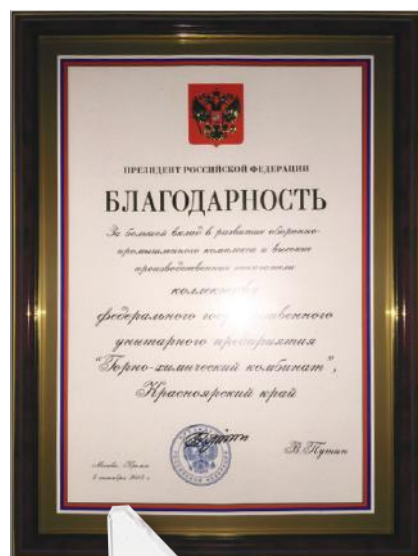 ПРЕЗИДЕНТ РОССИЙСКОЙ ФЕДЕРАЦИИ
БЛАГОДАРНОСТЬ
За большой вклад в развитие оборонно-
промышленного комплекса и высокие
производственные показатели
коллективу
федерального государственного
унитарного предприятия
"Горно-химический комбинат",
Красноярский край
В.Путин
Москва, Кремль